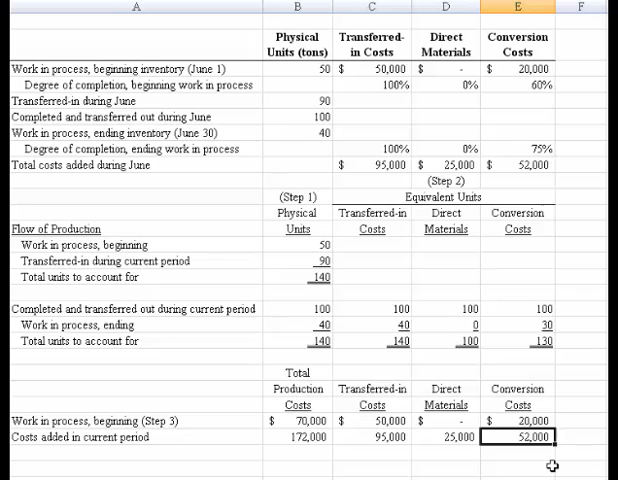 A B C D E F
Physical Transferred- Direct Conversion
Units (tons) in Costs Materials Costs
Work in process, beginning inventory (June 1) 50 $ 50,000 $ - $ 20,000
Degree of completion, beginning work in process 100% 0% 60%
Transferred-in during June 90
Completed and transferred out during June 100
Work in process, ending inventory (June 30) 40
Degree of completion, ending work in process 100% 0% 75%
Total costs added during June $ 95,000 $ 25,000 $ 52,000
(Step 2)
(Step 1) Equivalent Units
Physical Transferred-in Direct Conversion
Flow of Production Units Costs Materials Costs
Work in process, beginning 50
Transferred-in during current period 90
Total units to account for 140
Completed and transferred out during current period 100 100 100 100
Work in process, ending 40 40 0 30
Total units to account for 140 140 100 130
Total
Production Transferred-in Direct Conversion
Costs Costs Materials Costs
Work in process, beginning (Step 3) $ 70,000 $ 50,000 $ - $ 20,000
Costs added in current period 172,000 95,000 25,000 52,000